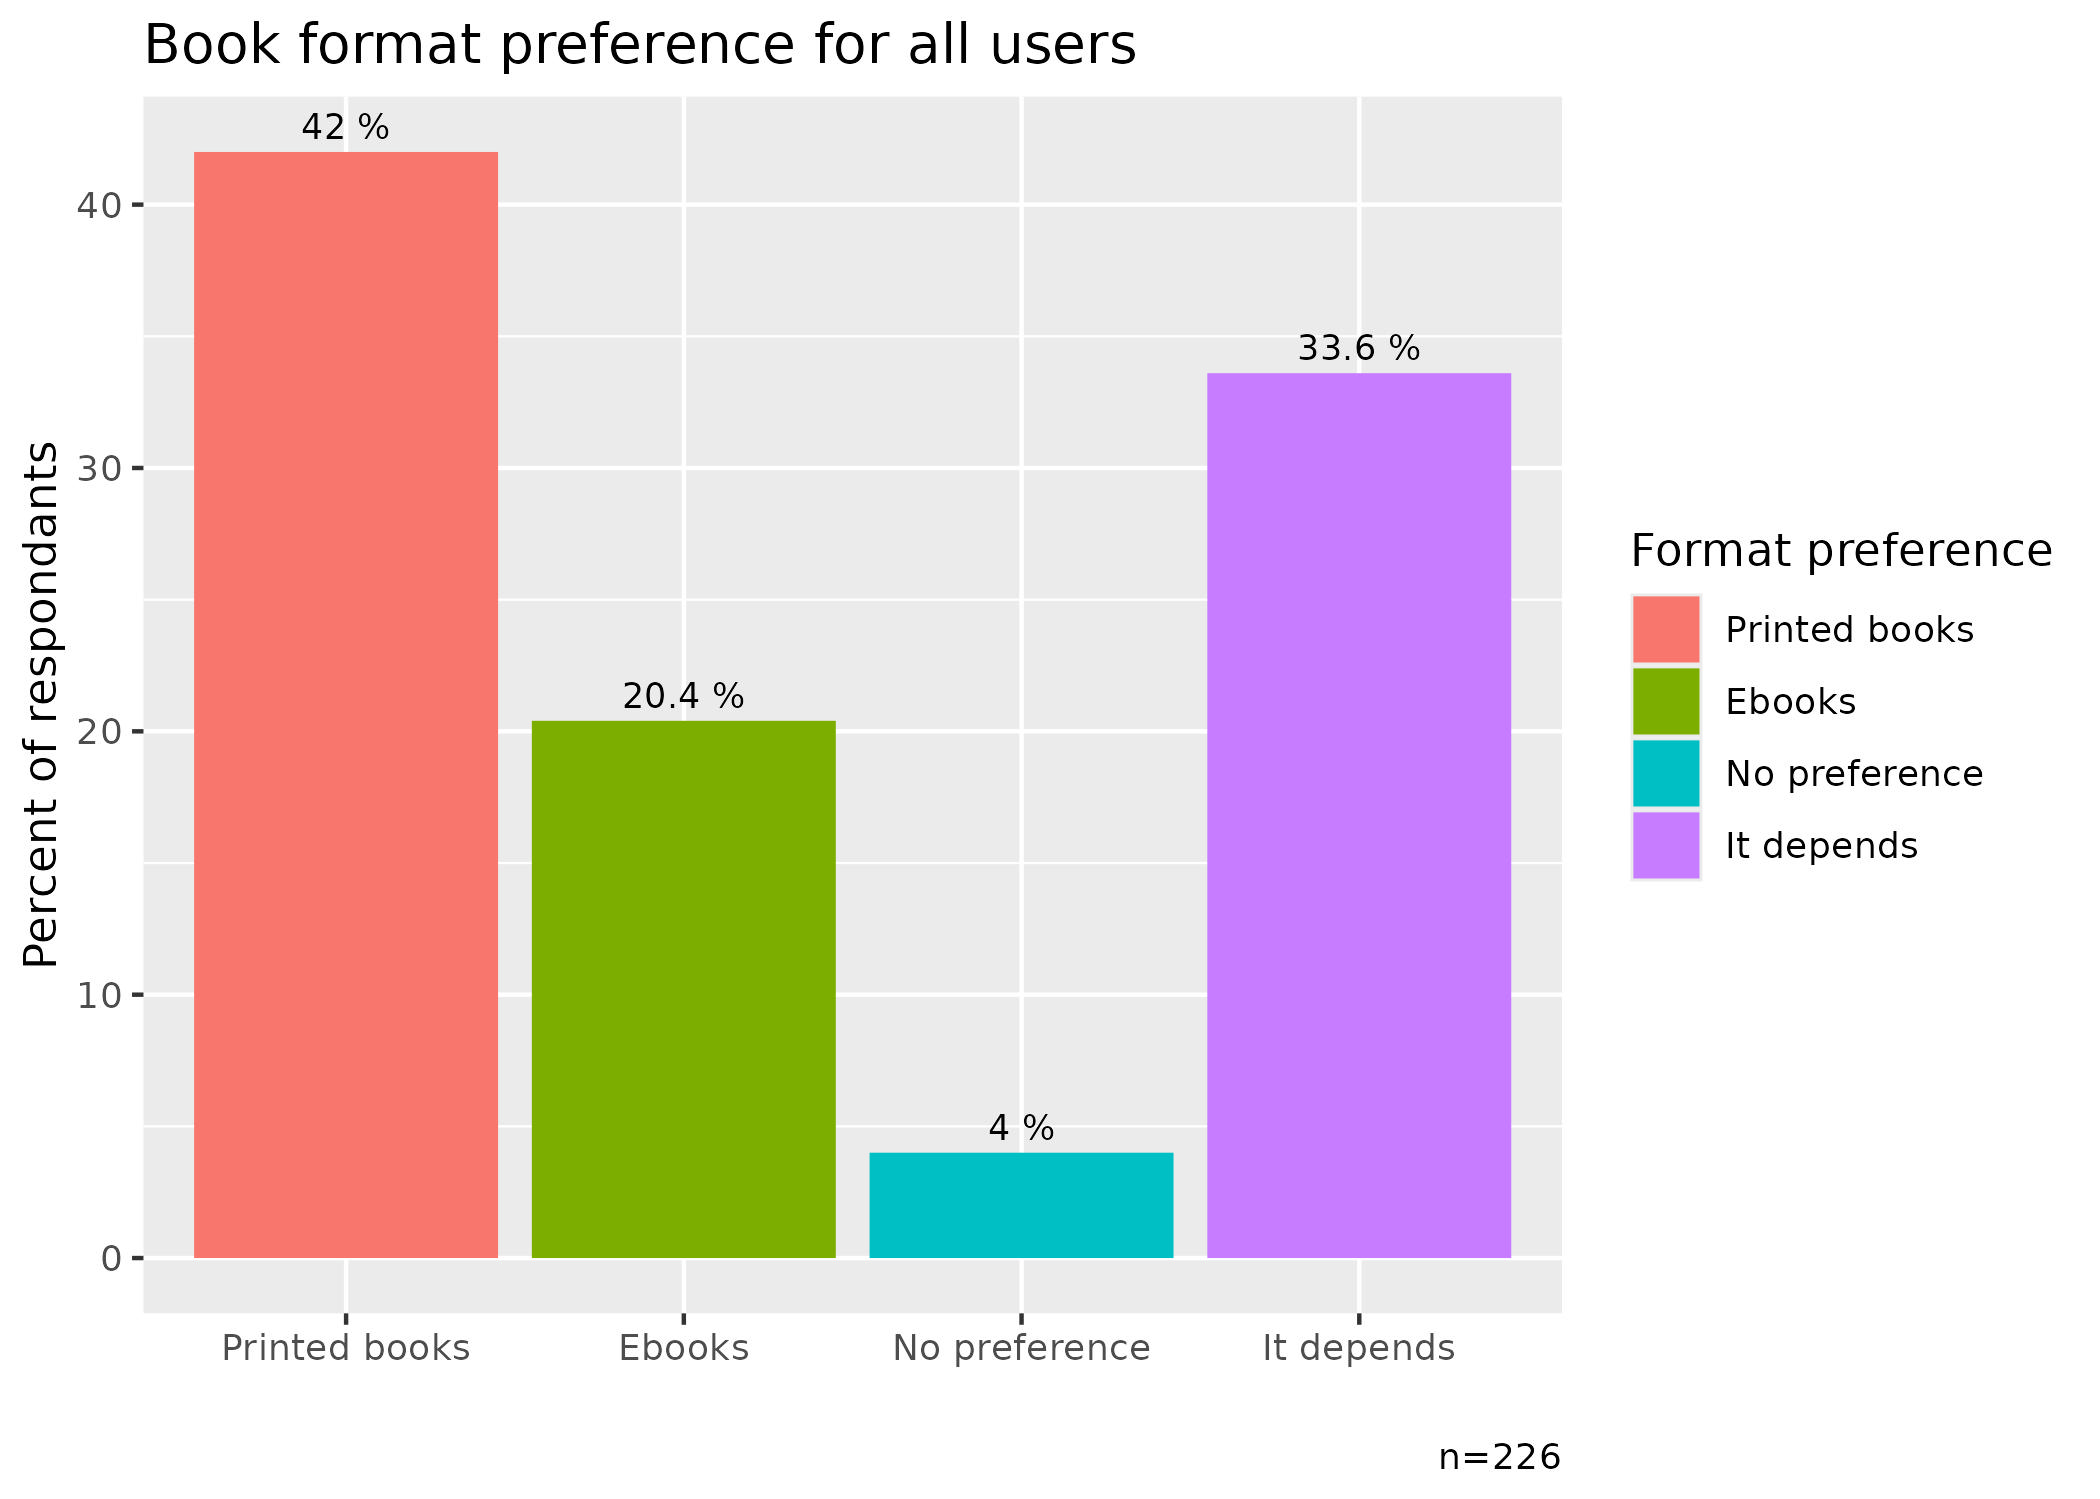 Book format preference for all users
42 %
40
33.6 %
30
20.4 %
20
10
4 %
0
Percent of respondants
Printed books
Ebooks
No preference
It depends
Format preference
Printed books
Ebooks
No preference
It depends
n=226